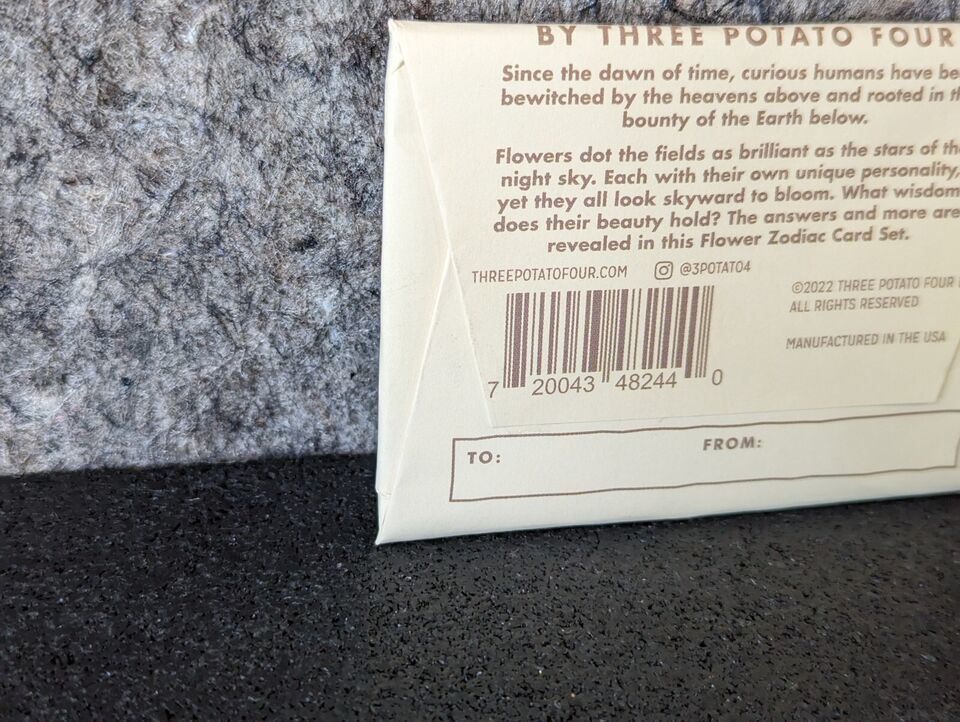 BY THREE POTATO FOUR
Since the dawn of time, curious humans have be
bewitched by the heavens above and rooted in th
bounty of the Earth below.
Flowers dot the fields as brilliant as the stars of the
night sky. Each with their own unique personality,
yet they all look skyward to bloom. What wisdom
does their beauty hold? The answers and more are
revealed in this Flower Zodiac Card Set.
THREEPOTATOFOUR.COM @3POTATO4
©2022 THREE POTATO FOUR
ALL RIGHTS RESERVED
MANUFACTURED IN THE USA
7 20043 48244 0
TO: FROM: